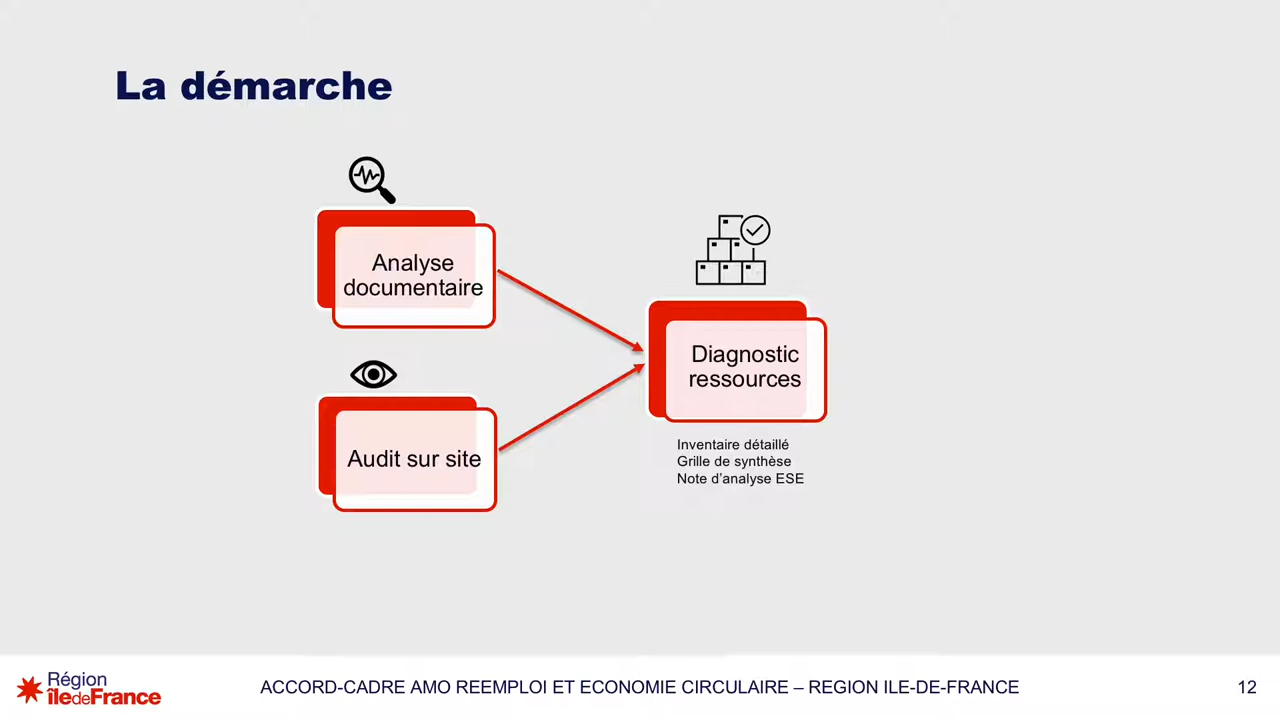 La démarche
Analyse
documentaire
Audit sur site
Diagnostic
ressources
Inventaire détaillé
Grille de synthèse
Note d'analyse ESE
Région
îledeFrance
ACCORD-CADRE AMO REEMPLOI ET ECONOMIE CIRCULAIRE – REGION ILE-DE-FRANCE
12